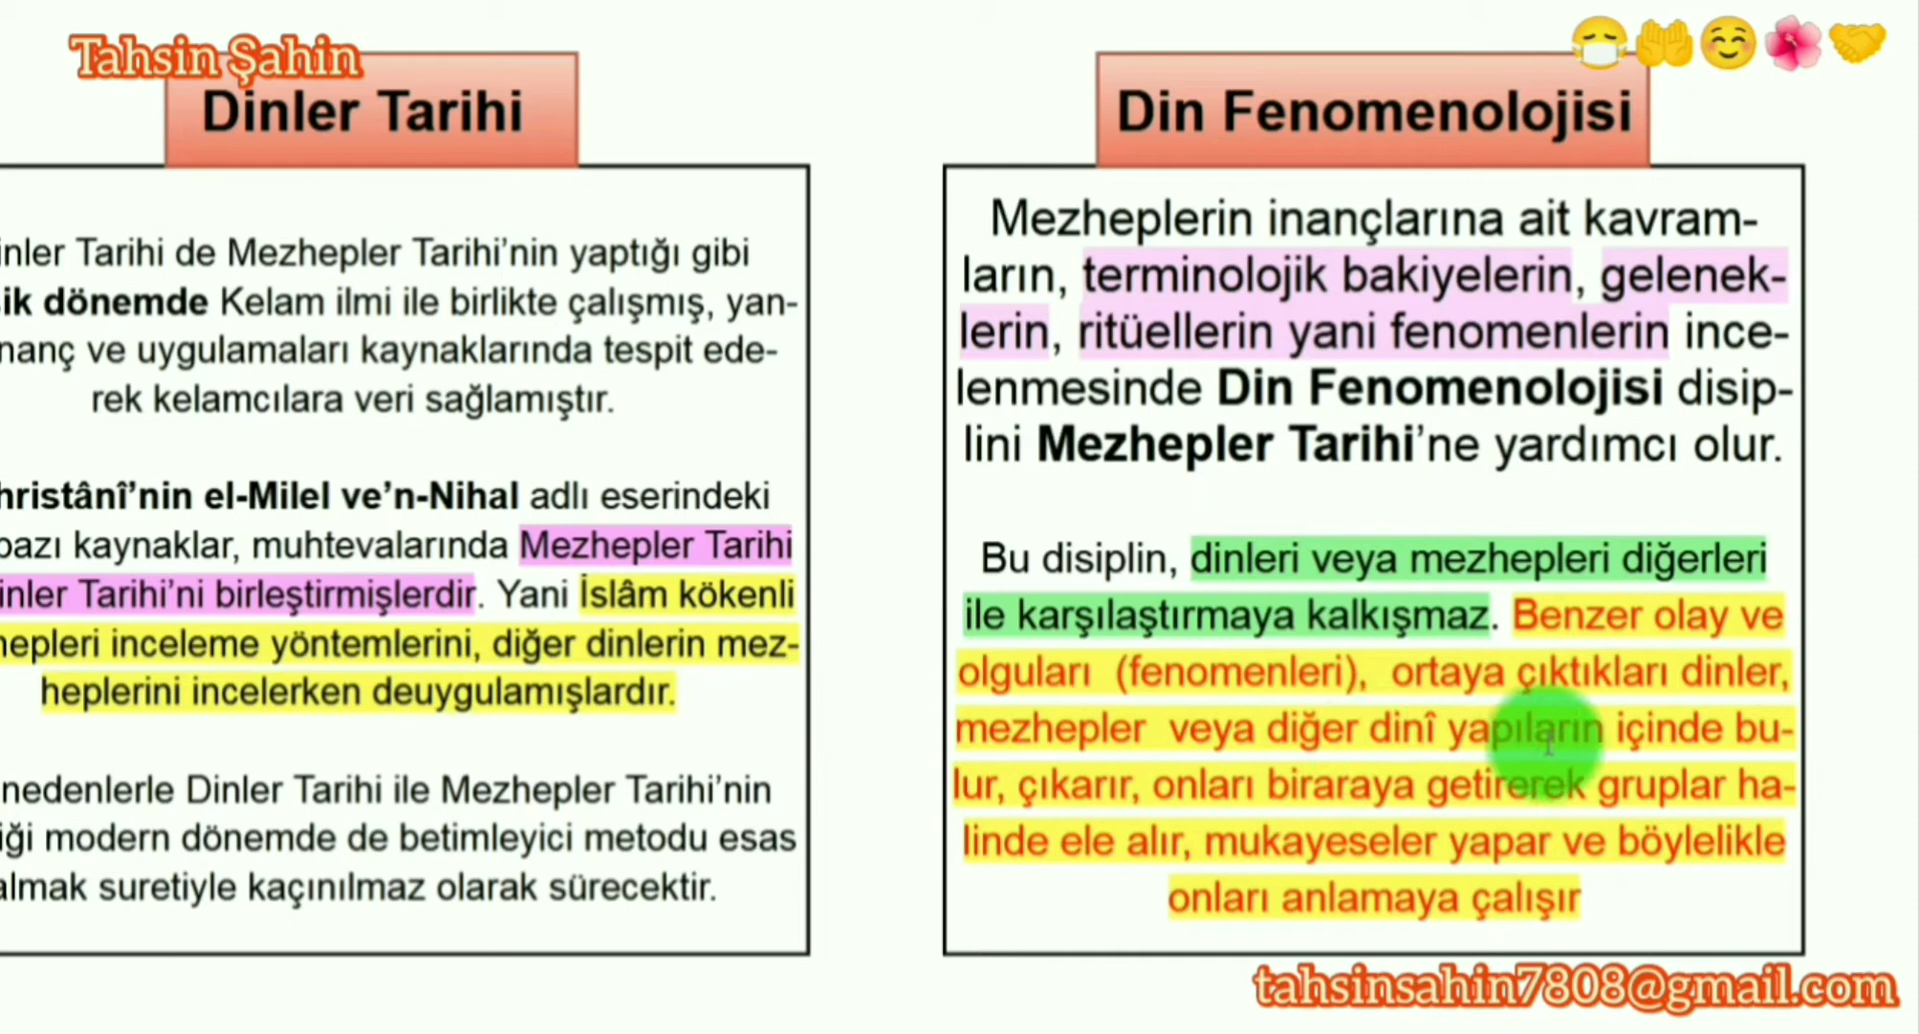 Tahsin Şahin
Dinler Tarihi
inler Tarihi de Mezhepler Tarihi’nin yaptığı gibi
ik dönemde Kelam ilmi ile birlikte çalışmış, yan-
nanç ve uygulamaları kaynaklarında tespit ede-
rek kelamcılara veri sağlamıştır.
hristânî’nin el-Milel ve’n-Nihal adlı eserindeki
bazı kaynaklar, muhtevalarında Mezhepler Tarihi
inler Tarihi’ni birleştirmişlerdir. Yani İslâm kökenli
hepleri inceleme yöntemlerini, diğer dinlerin mez-
heplerini incelerken deuygulamışlardır.
nedenlerle Dinler Tarihi ile Mezhepler Tarihi’nin
iği modern dönemde de betimleyici metodu esas
almak suretiyle kaçınılmaz olarak sürecektir.
Din Fenomenolojisi
Mezheplerin inançlarına ait kavram-
ların, terminolojik bakiyelerin, gelenek-
lerin, ritüellerin yani fenomenlerin ince-
lenmesinde Din Fenomenolojisi disip-
lini Mezhepler Tarihi’ne yardımcı olur.
Bu disiplin, dinleri veya mezhepleri diğerleri
ile karşılaştırmaya kalkışmaz. Benzer olay ve
olguları (fenomenleri), ortaya çıktıkları dinler,
mezhepler veya diğer dinî yapıların içinde bu-
lur, çıkarır, onları biraraya getirerek gruplar ha-
linde ele alır, mukayeseler yapar ve böylelikle
onları anlamaya çalışır
tahsinsahin7808@gmail.com